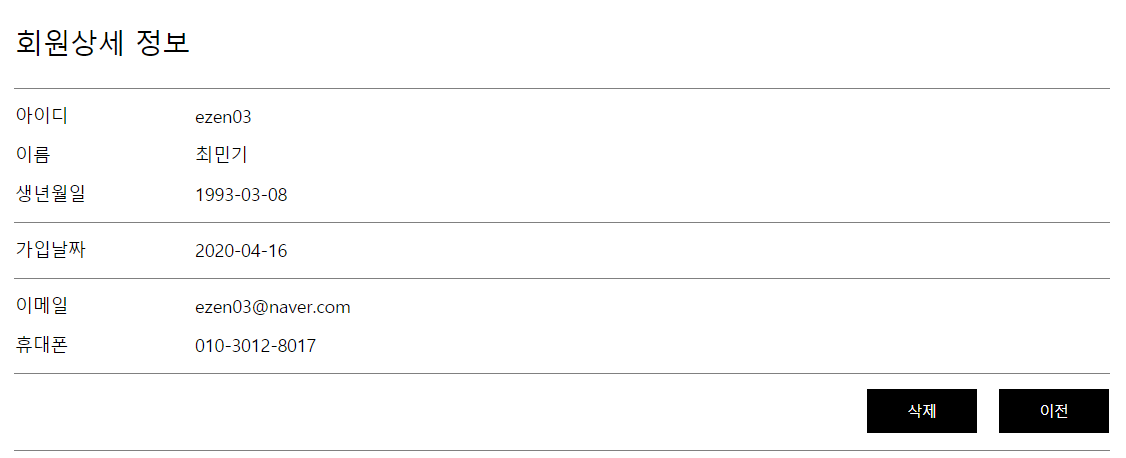 회원상세 정보
아이디 ezen03
이름 최민기
생년월일 1993-03-08
가입날짜 2020-04-16
이메일 ezen03@naver.com
휴대폰 010-3012-8017
삭제 이전